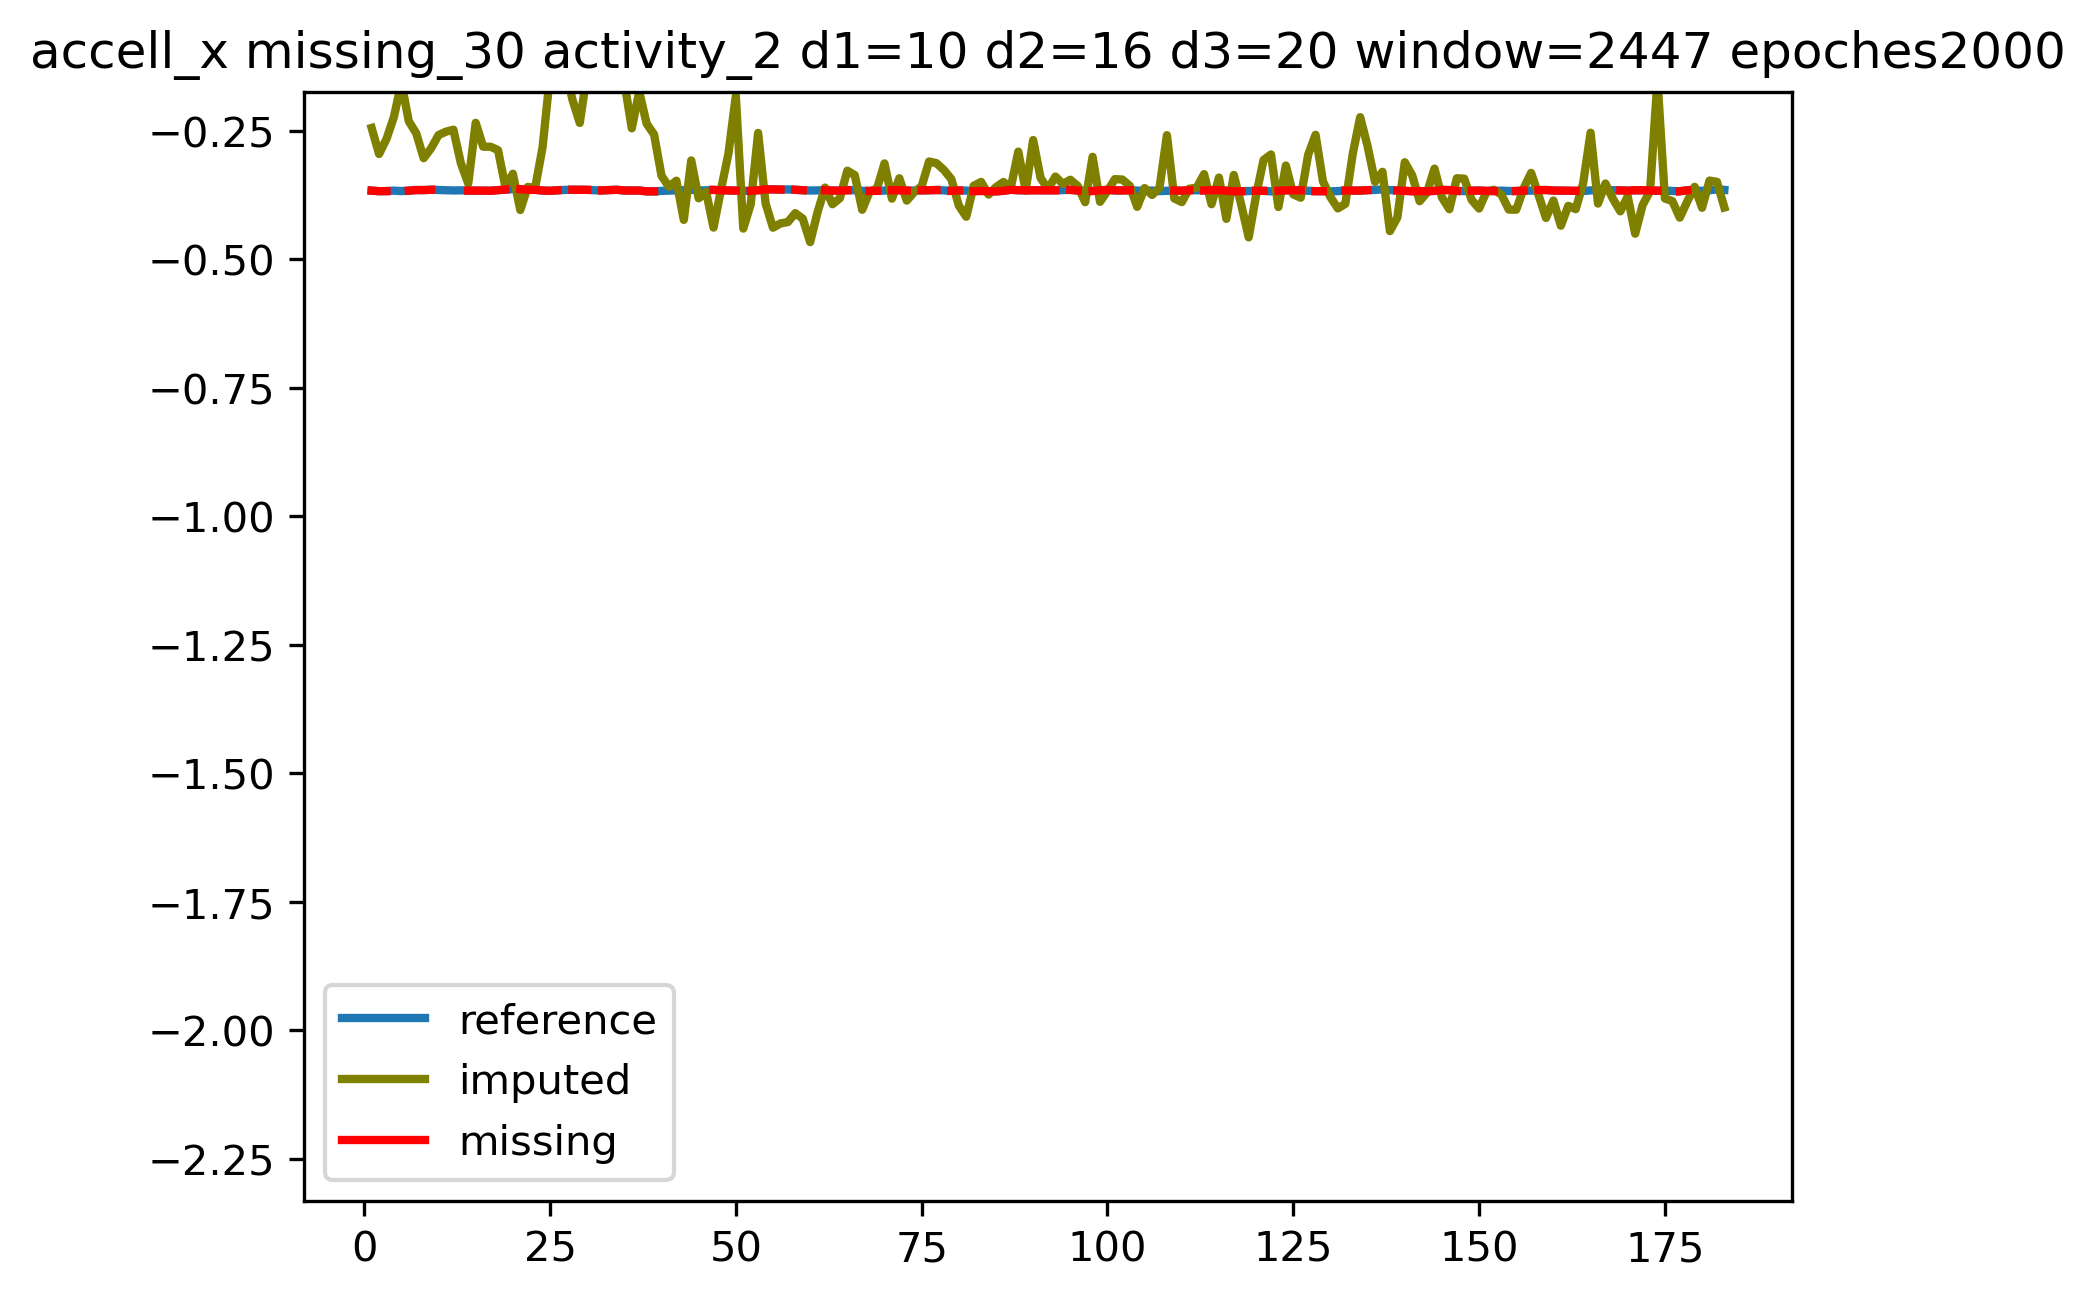 accell_x missing_30 activity_2 d1=10 d2=16 d3=20 window=2447 epoches2000
−0.25
−0.50
−0.75
−1.00
−1.25
−1.50
−1.75
−2.00
−2.25
reference
imputed
missing
0 25 50 75 100 125 150 175